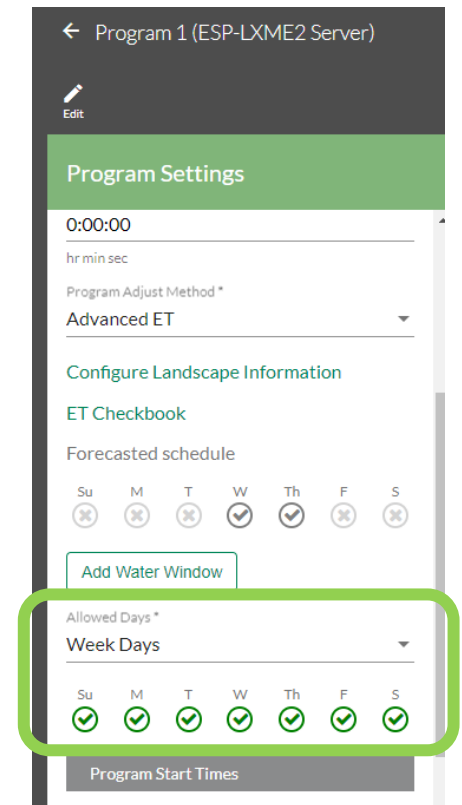 Program 1 (ESP-LXME2 Server)
Edit
Program Settings
0:00:00
hr min sec
Program Adjust Method *
Advanced ET
Configure Landscape Information
ET Checkbook
Forecasted schedule
Su M T W Th F S
Add Water Window
Allowed Days *
Week Days
Su M T W Th F S
Program Start Times